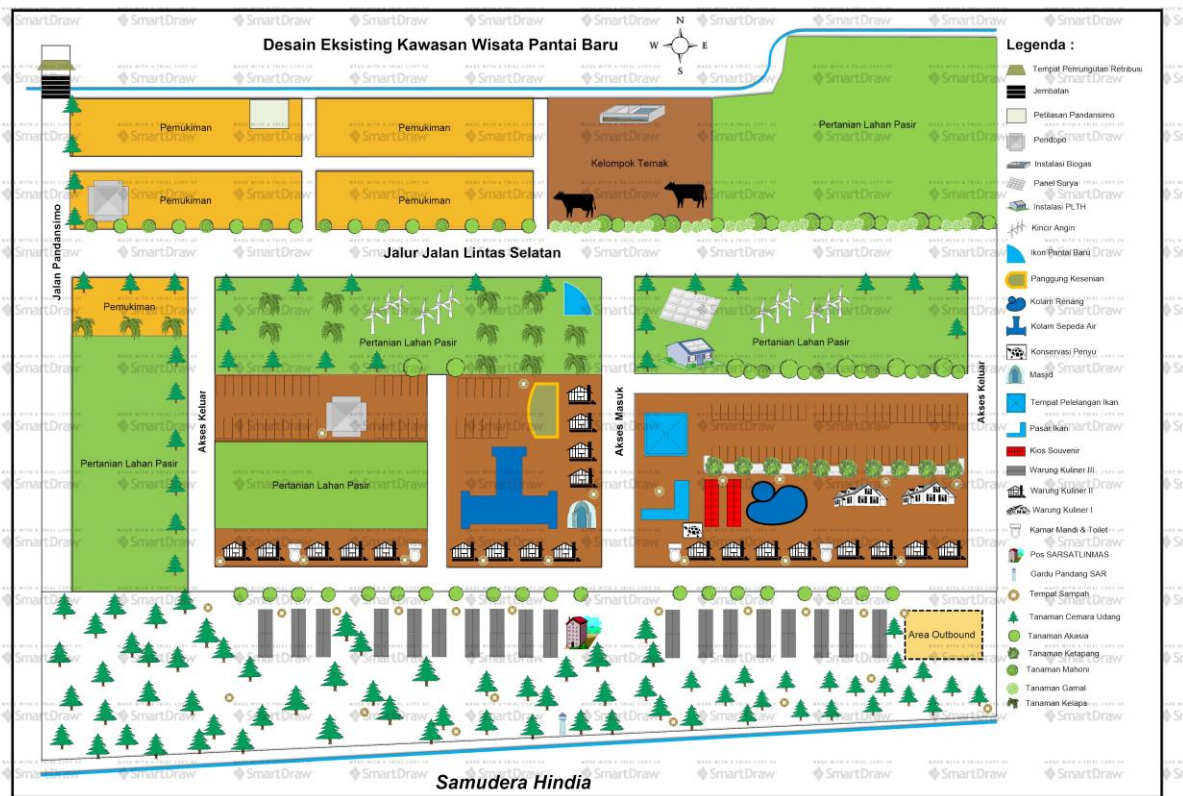 Desain Eksisting Kawasan Wisata Pantai Baru
N
W
E
S
Legenda :
Tempat Pemungutan Retribusi
Jembatan
Petilasan Pandansimo
Pendopo
Instalasi Biogas
Panel Surya
Instalasi PLTH
Kincir Angin
Ikon Pantai Baru
Panggung Kesenian
Kolam Renang
Kolam Sepeda Air
Konservasi Penyu
Masjid
Tempat Pelelangan Ikan
Pasar Ikan
Kios Souvenir
Warung Kuliner III
Warung Kuliner II
Warung Kuliner I
Kamar Mandi & Toilet
Pos SARSATLINMAS
Gardu Pandang SAR
Tempat Sampah
Tanaman Cemara Udang
Tanaman Akasia
Tanaman Ketapang
Tanaman Mahoni
Tanaman Gamal
Tanaman Kelapa
Pemukiman
Pemukiman
Kelompok Ternak
Pertanian Lahan Pasir
Pemukiman
Pemukiman
Jalan Pandansimo
Jalur Jalan Lintas Selatan
Pemukiman
Pertanian Lahan Pasir
Pertanian Lahan Pasir
Akses Keluar
Akses Masuk
Akses Keluar
Pertanian Lahan Pasir
Pertanian Lahan Pasir
Area Outbound
Samudera Hindia
SmartDraw
MADE WITH A TRIAL COPY OF